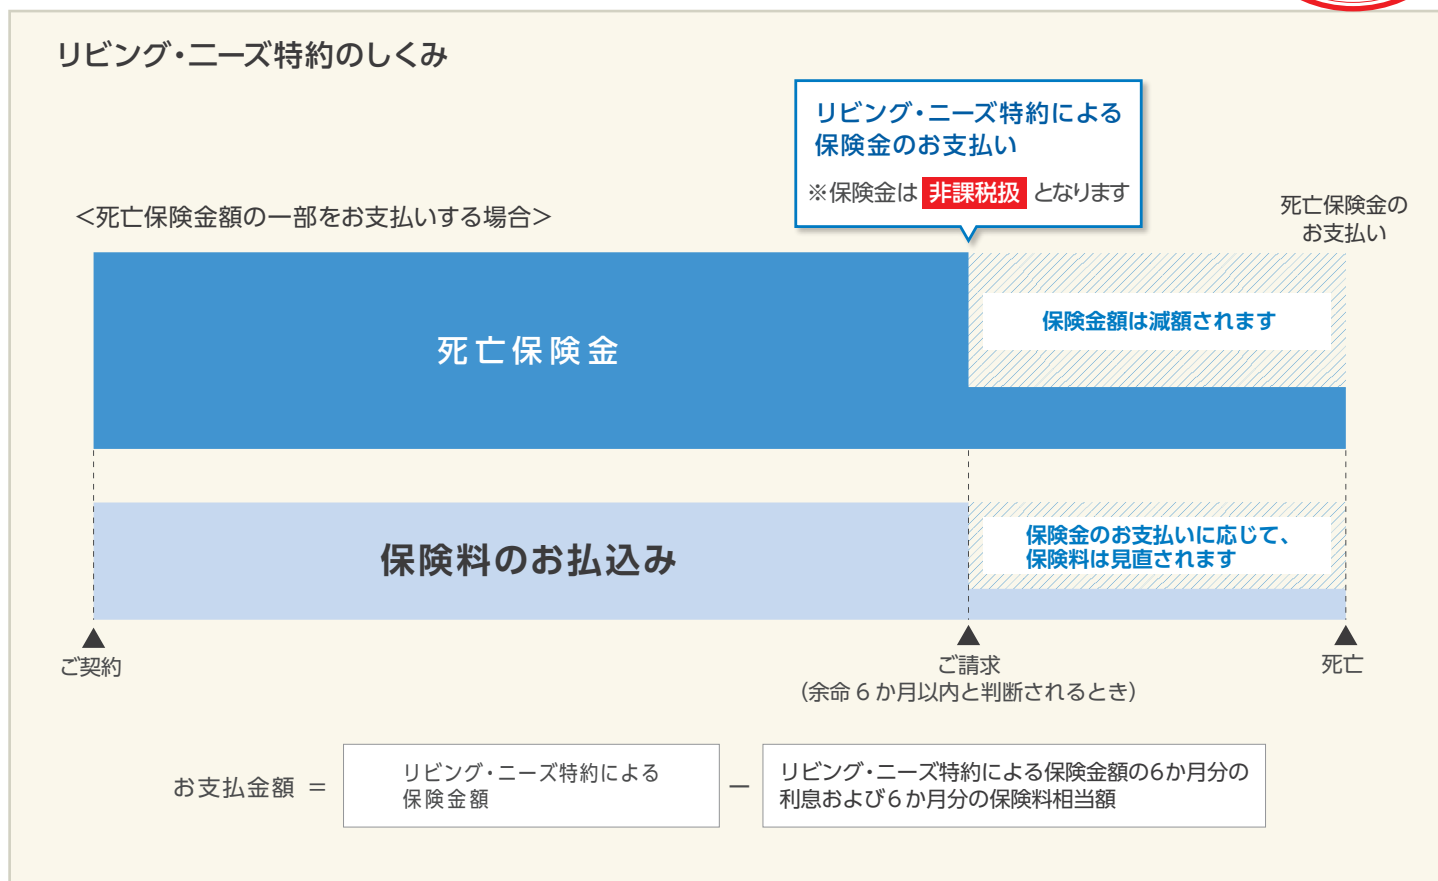 リビング・ニーズ特約のしくみ
リビング・ニーズ特約による
保険金のお支払い
※保険金は 非課税扱 となります
＜死亡保険金額の一部をお支払いする場合＞
死亡保険金の
お支払い
保険金額は減額されます
死亡保険金
保険料のお払込み
保険金のお支払いに応じて、
保険料は見直されます
ご契約
ご請求
（余命６か月以内と判断されるとき）
死亡
お支払金額 ＝
リビング・ニーズ特約による
保険金額
－
リビング・ニーズ特約による保険金額の6か月分の
利息および6か月分の保険料相当額